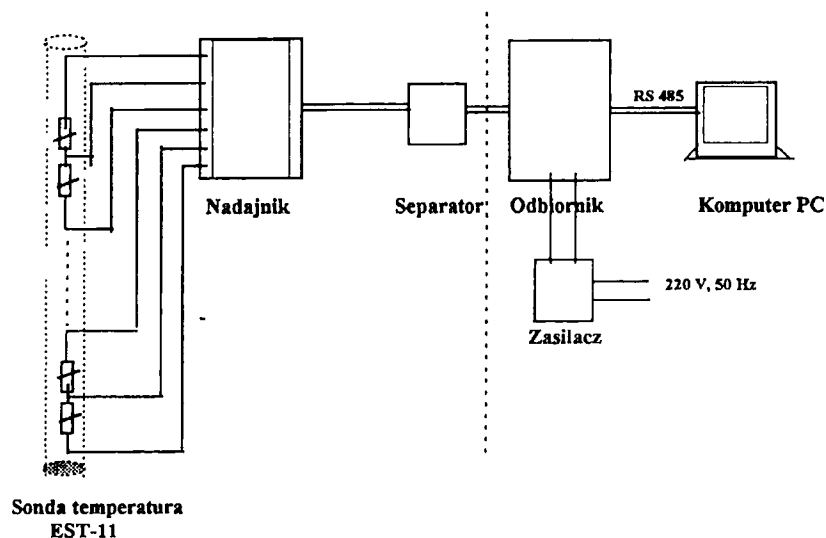 RS 485
Nadajnik
Separator
Odbiornik
Komputer PC
220 V, 50 Hz
Zasilacz
Sonda temperatura
EST-11